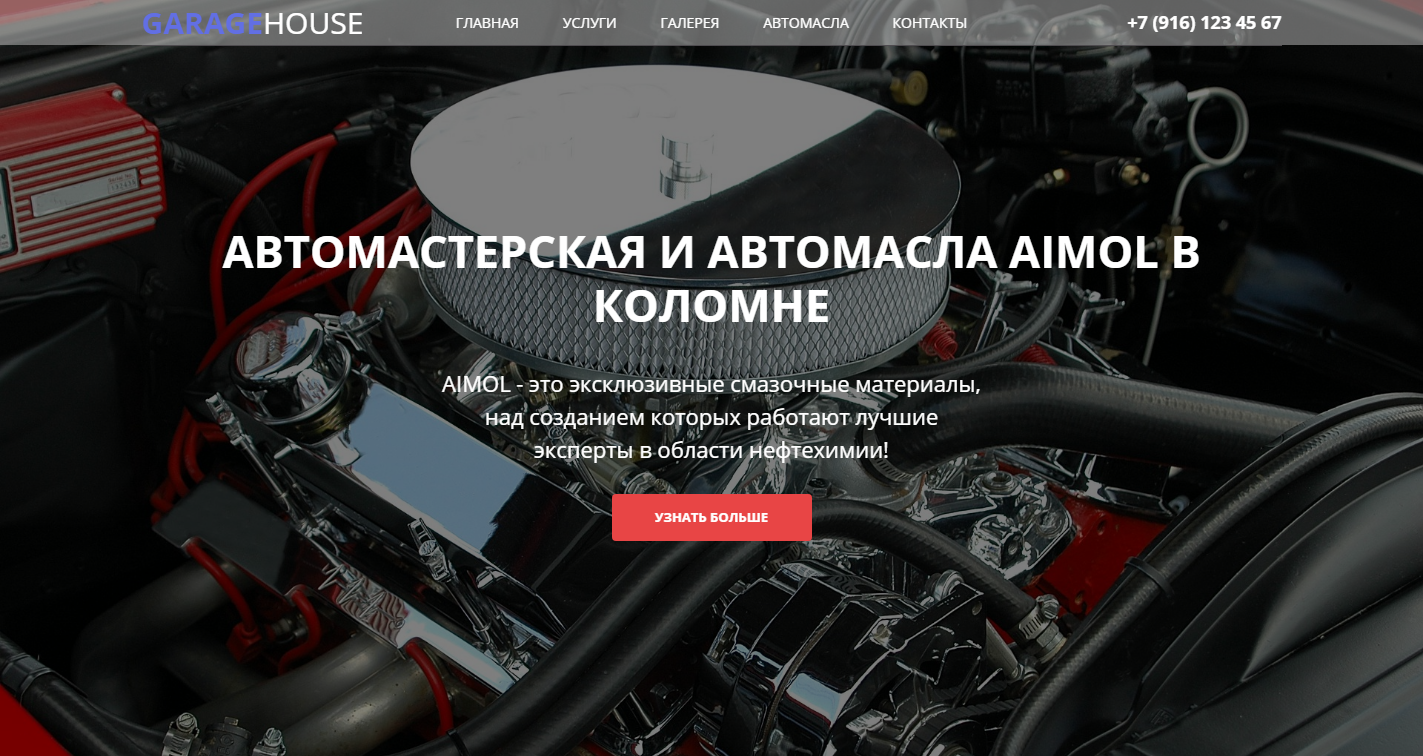 GARAGEHOUSE ГЛАВНАЯ УСЛУГИ ГАЛЕРЕЯ АВТОМАСЛА КОНТАКТЫ +7 (916) 123 45 67
АВТОМАСТЕРСКАЯ И АВТОМАСЛА AIMOL В
КОЛОМНЕ
AIMOL - это эксклюзивные смазочные материалы,
над созданием которых работают лучшие
эксперты в области нефтехимии!
УЗНАТЬ БОЛЬШЕ